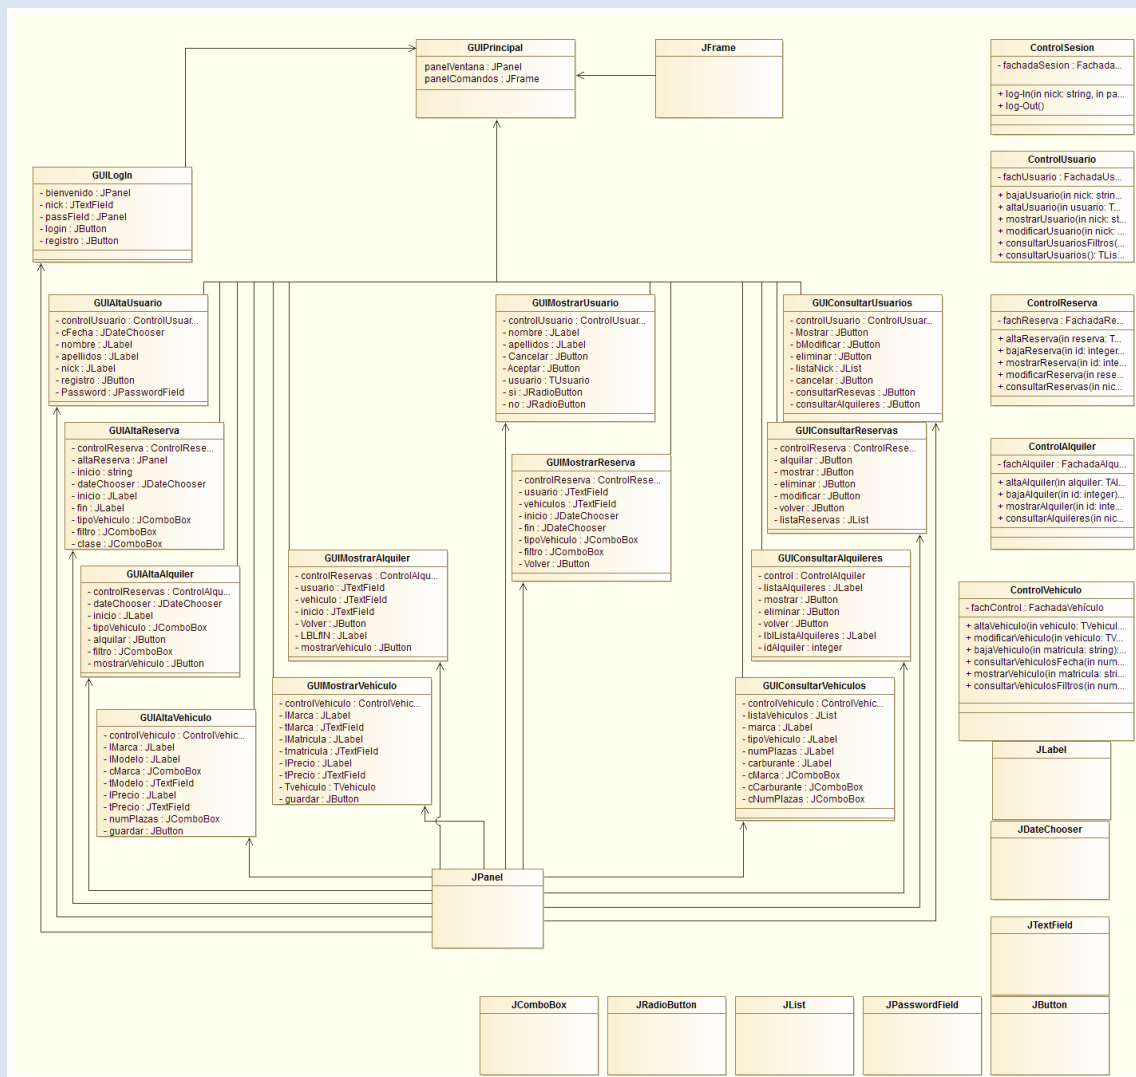 GUIPrincipal
panelVentana : JPanel
panelComandos : JFrame
JFrame
ControlSesion
- fachadaSesion : Fachada...
+ log-In(in nick: string, in pa...
+ log-Out()
ControlUsuario
- fachUsuario : FachadaUs...
+ bajaUsuario(in nick: strin...
+ altaUsuario(in usuario: T...
+ mostrarUsuario(in nick: st...
+ modificarUsuario(in nick: ...
+ consultarUsuariosFiltros(...
+ consultarUsuarios(): TLis...
GUILogIn
- bienvenido : JPanel
- nick : JTextField
- passField : JPanel
- login : JButton
- registro : JButton
GUIAltaUsuario
- controlUsuario : ControlUsuar...
- cFecha : JDateChooser
- nombre : JLabel
- apellidos : JLabel
- nick : JLabel
- registro : JButton
- Password : JPasswordField
GUIMostrarUsuario
- controlUsuario : ControlUsuar...
- nombre : JLabel
- apellidos : JLabel
- Cancelar : JButton
- Aceptar : JButton
- usuario : TUsuario
- si : JRadioButton
- no : JRadioButton
GUIConsultarUsuarios
- controlUsuario : ControlUsuar...
- Mostrar : JButton
- bModificar : JButton
- eliminar : JButton
- listaNick : JList
- cancelar : JButton
- consultarResevas : JButton
- consultarAlquileres : JButton
ControlReserva
- fachReserva : FachadaRe...
+ altaReserva(in reserva: T...
+ bajaReserva(in id: integer...
+ mostrarReserva(in id: inte...
+ modificarReserva(in rese...
+ consultarReservas(in nic...
GUIAltaReserva
- controlReserva : ControlRese...
- altaReserva : JPanel
- inicio : string
- dateChooser : JDateChooser
- inicio : JLabel
- fin : JLabel
- tipoVehiculo : JComboBox
- filtro : JComboBox
- clase : JComboBox
GUIMostrarReserva
- controlReserva : ControlRese...
- usuario : JTextField
- vehiculos : JTextField
- inicio : JDateChooser
- fin : JDateChooser
- tipoVehiculo : JComboBox
- filtro : JComboBox
- Volver : JButton
GUIConsultarReservas
- controlReserva : ControlRese...
- alquilar : JButton
- mostrar : JButton
- eliminar : JButton
- modificar : JButton
- volver : JButton
- listaReservas : JList
ControlAlquiler
- fachAlquiler : FachadaAlqu...
+ altaAlquiler(in alquiler: TAl...
+ bajaAlquiler(in id: integer)...
+ mostrarAlquiler(in id: inte...
+ consultarAlquileres(in nic...
GUIAltaAlquiler
- controlReservas : ControlAlqu...
- dateChooser : JDateChooser
- inicio : JLabel
- tipoVehiculo : JComboBox
- alquilar : JButton
- filtro : JComboBox
- mostrarVehiculo : JButton
GUIMostrarAlquiler
- controlReservas : ControlAlqu...
- usuario : JTextField
- vehiculo : JTextField
- inicio : JTextField
- Volver : JButton
- LBLfIN : JLabel
- mostrarVehiculo : JButton
GUIConsultarAlquileres
- control : ControlAlquiler
- listaAlquileres : JLabel
- mostrar : JButton
- eliminar : JButton
- volver : JButton
- lblListaAlquileres : JLabel
- idAlquiler : integer
ControlVehiculo
- fachControl : FachadaVehículo
+ altaVehiculo(in vehiculo: TVehicul...
+ modificarVehiculo(in vehiculo: TV...
+ bajaVehiculo(in matricula: string):...
+ consultarVehiculosFecha(in num...
+ mostrarVehiculo(in matricula: stri...
+ consultarVehiculosFiltros(in num...
GUIAltaVehículo
- controlVehiculo : ControlVehic...
- lMarca : JLabel
- lModelo : JLabel
- cMarca : JComboBox
- tModelo : JTextField
- lPrecio : JLabel
- tPrecio : JTextField
- numPlazas : JComboBox
- guardar : JButton
GUIMostrarVehículo
- controlVehiculo : ControlVehic...
- lMarca : JLabel
- tMarca : JTextField
- lMatricula : JLabel
- tmatricula : JTextField
- lPrecio : JLabel
- tPrecio : JTextField
- Tvehiculo : TVehiculo
- guardar : JButton
GUIConsultarVehiculos
- controlVehiculo : ControlVehic...
- listaVehiculos : JList
- marca : JLabel
- tipoVehiculo : JLabel
- numPlazas : JLabel
- carburante : JLabel
- cMarca : JComboBox
- cCarburante : JComboBox
- cNumPlazas : JComboBox
JLabel
JDateChooser
JPanel
JTextField
JComboBox
JRadioButton
JList
JPasswordField
JButton